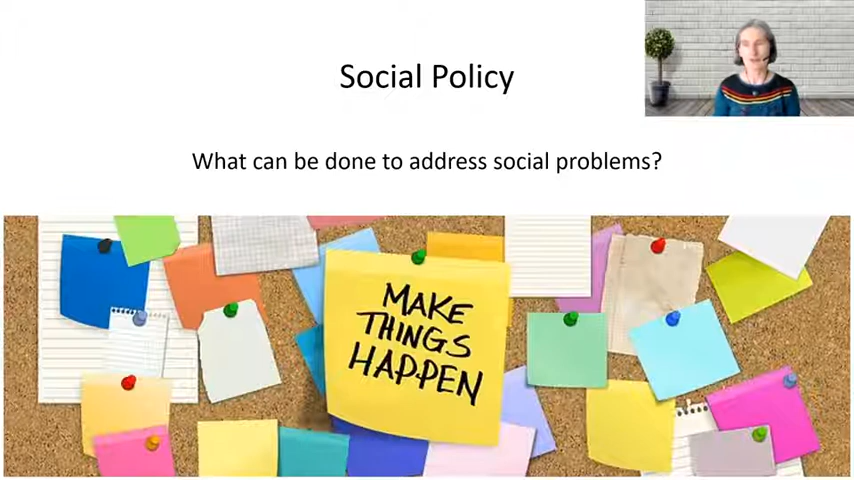 Social Policy
What can be done to address social problems?
MAKE
THINGS
HAPPEN